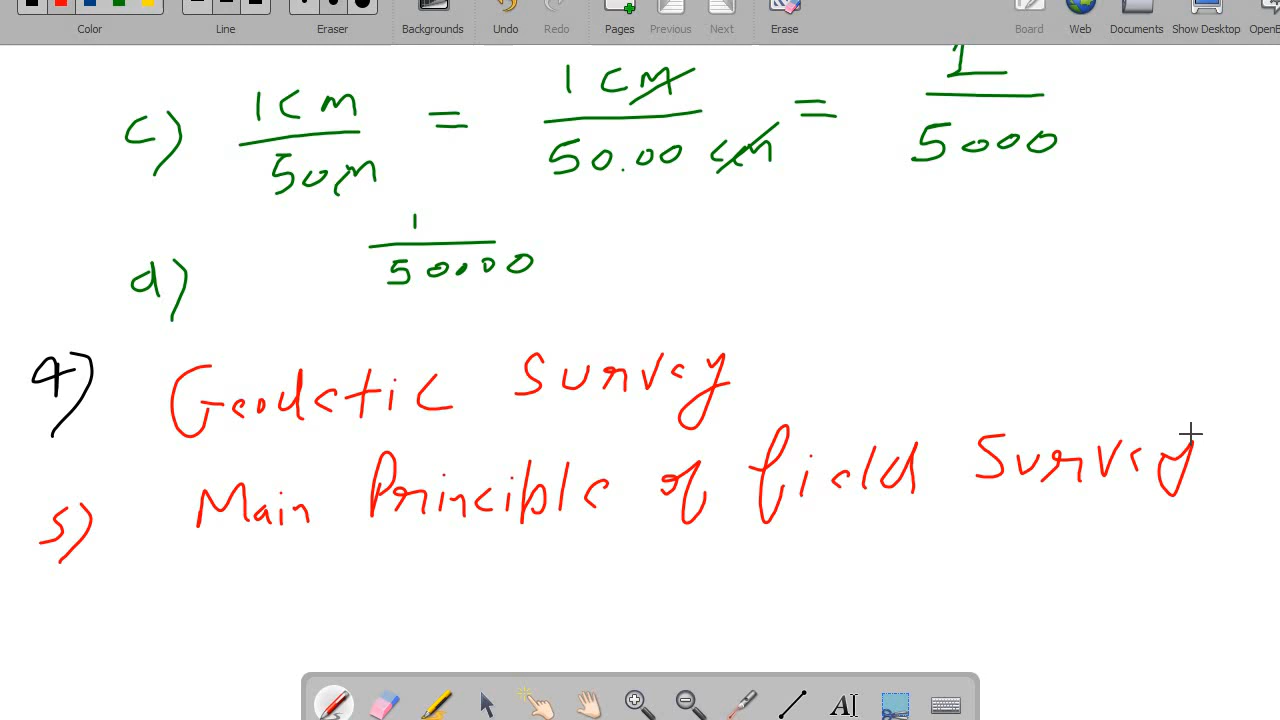 Color Line Eraser Backgrounds Undo Redo Pages Previous Next Erase Board Web Documents Show Desktop OpenB
c) 1cm/50m = 1cm/50.00 cm = 1/5000
d) 1/50000
4) Geodetic Survey
5) Main Principle of field Survey